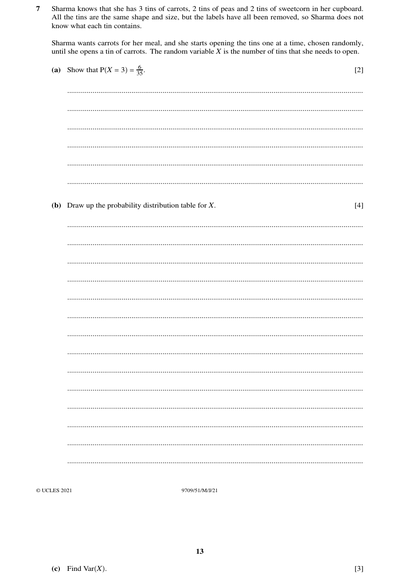 7 Sharma knows that she has 3 tins of carrots, 2 tins of peas and 2 tins of sweetcorn in her cupboard.
All the tins are the same shape and size, but the labels have all been removed, so Sharma does not
know what each tin contains.
Sharma wants carrots for her meal, and she starts opening the tins one at a time, chosen randomly,
until she opens a tin of carrots. The random variable X is the number of tins that she needs to open.
(a) Show that P(X = 3) = 6/35. [2]
(b) Draw up the probability distribution table for X. [4]
© UCLES 2021 9709/51/M/J/21
13
(c) Find Var(X). [3]